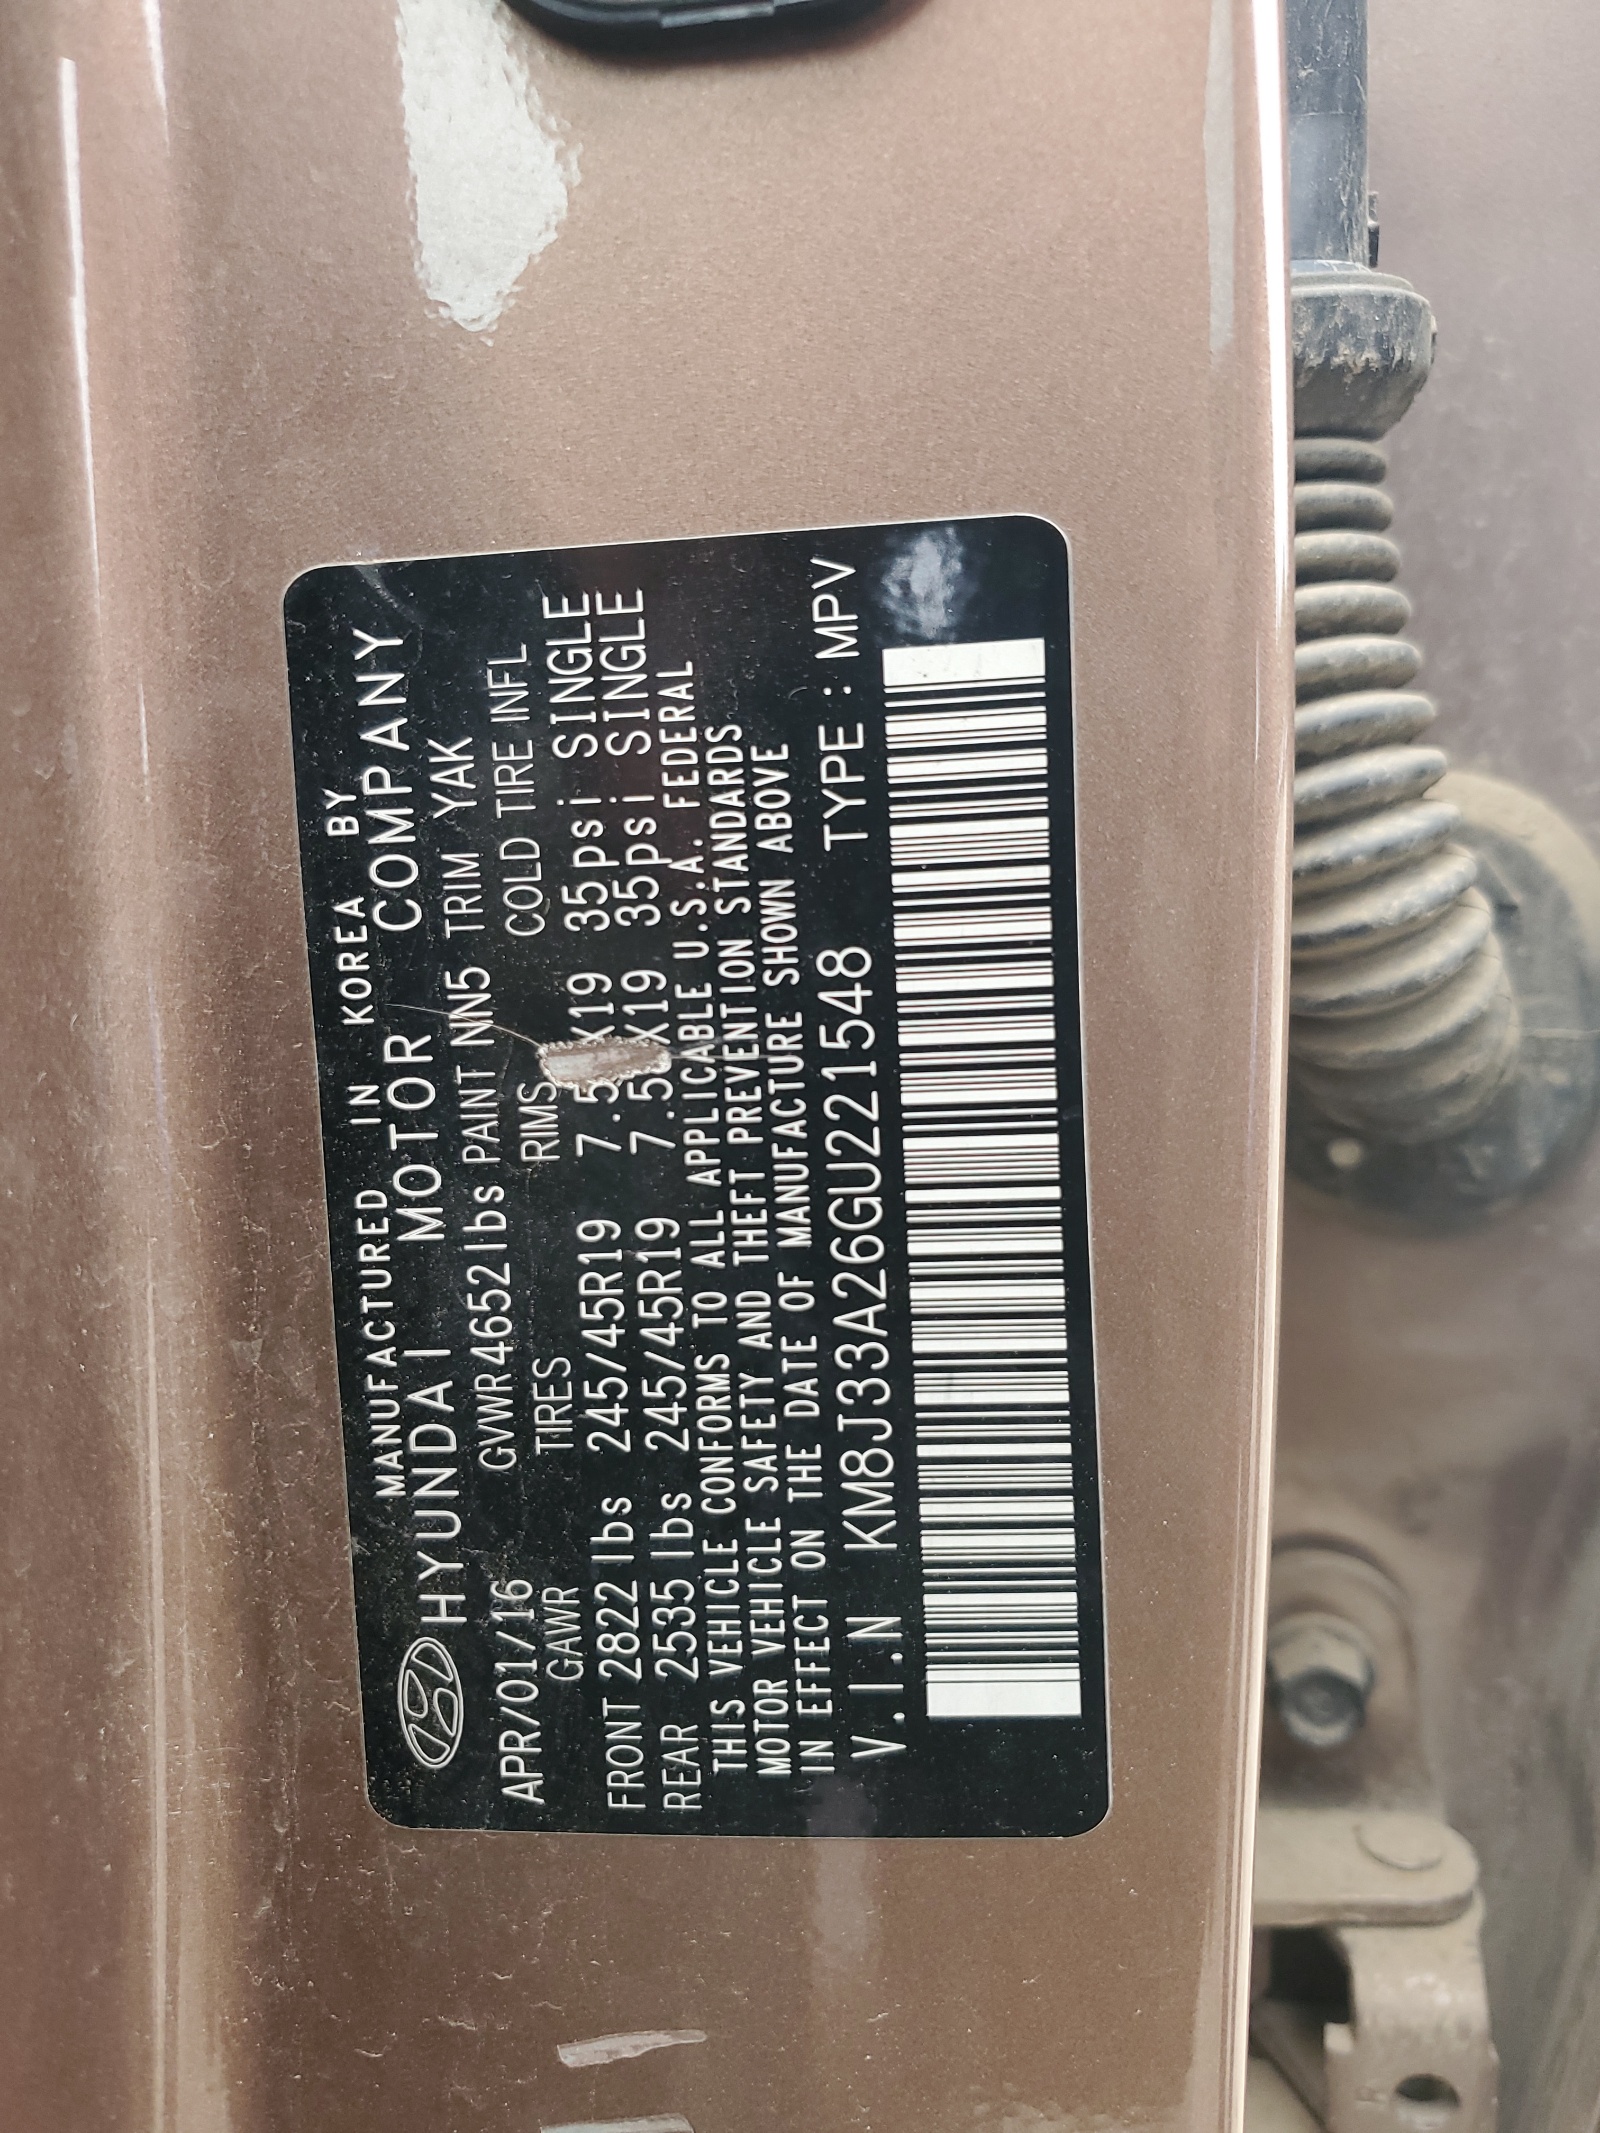 MANUFACTURED IN KOREA BY
HYUNDAI MOTOR COMPANY
APR/01/16 GVWR 4652lbs PAINT NN5 TRIM YAK
GAWR TIRES RIMS COLD TIRE INFL
FRONT 2822 lbs 245/45R19 7.5 x19 35psi SINGLE
REAR 2535 lbs 245/45R19 7.5 x19 35psi SINGLE
THIS VEHICLE CONFORMS TO ALL APPLICABLE U.S.A. FEDERAL
MOTOR VEHICLE SAFETY AND THEFT PREVENTION STANDARDS
IN EFFECT ON THE DATE OF MANUFACTURE SHOWN ABOVE
V.I.N KM8J33A26GU221548 TYPE : MPV